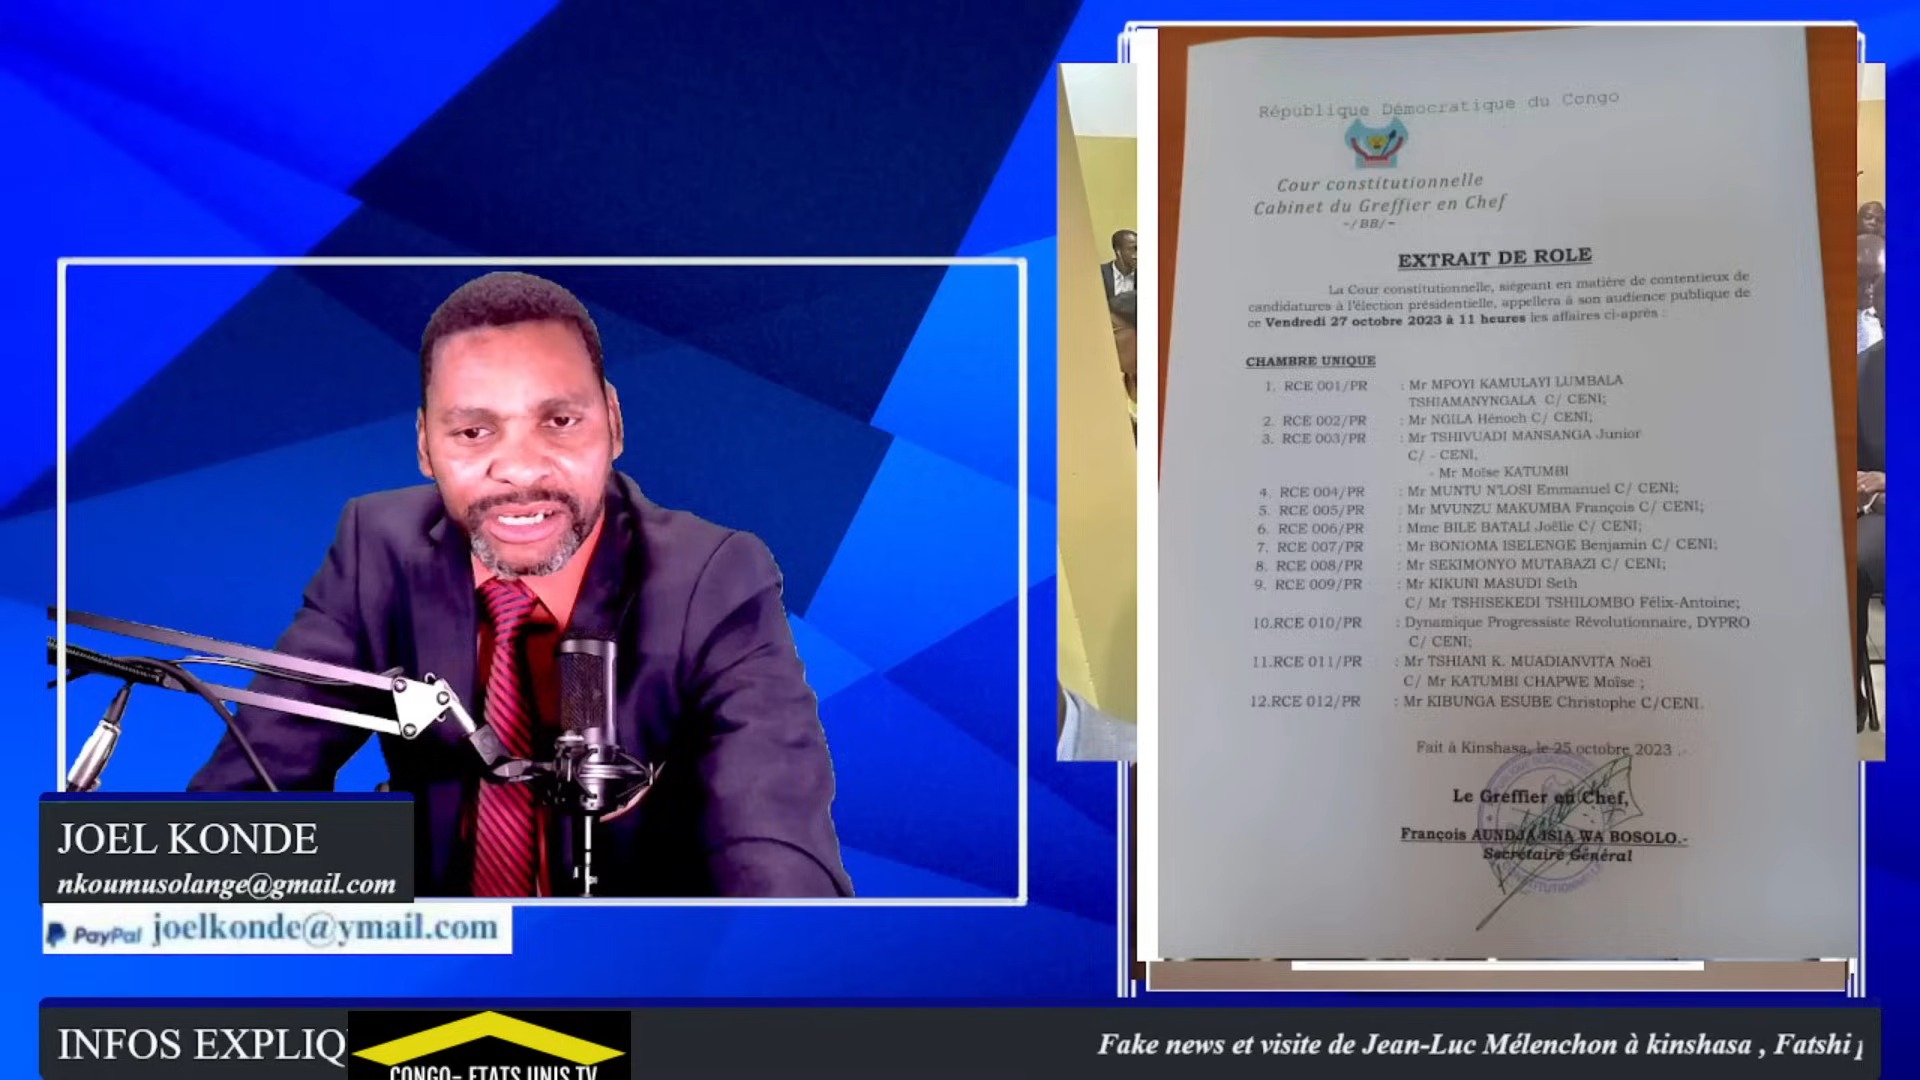 République Démocratique du Congo
Cour constitutionnelle
Cabinet du Greffier en Chef
-/BB/-
EXTRAIT DE ROLE
La Cour constitutionnelle, siégeant en matière de contentieux de
candidatures à l'élection présidentielle, appellera à son audience publique de
ce Vendredi 27 octobre 2023 à 11 heures les affaires ci-après :
CHAMBRE UNIQUE
1. RCE 001/PR : Mr MPOYI KAMULAYI LUMBALA
TSHIAMANYNGALA C/ CENI;
2. RCE 002/PR : Mr NGILA Hénoch C/ CENI;
3. RCE 003/PR : Mr TSHIVUADI MANSANGA Junior
C/ - CENI,
- Mr Moïse KATUMBI
4. RCE 004/PR : Mr MUNTU N'LOSI Emmanuel C/ CENI;
5. RCE 005/PR : Mr MVUNZU MAKUMBA François C/ CENI;
6. RCE 006/PR : Mme BILE BATALI Joëlle C/ CENI;
7. RCE 007/PR : Mr BONIOMA ISELENGE Benjamin C/ CENI;
8. RCE 008/PR : Mr SEKIMONYO MUTABAZI C/ CENI;
9. RCE 009/PR : Mr KIKUNI MASUDI Seth
C/ Mr TSHISEKEDI TSHILOMBO Félix-Antoine;
10.RCE 010/PR : Dynamique Progressiste Révolutionnaire, DYPRO
C/ CENI;
11.RCE 011/PR : Mr TSHIANI K. MUADIANVITA Noël
C/ Mr KATUMBI CHAPWE Moïse ;
12.RCE 012/PR : Mr KIBUNGA ESUBE Christophe C/CENI.
Fait à Kinshasa, le 25 octobre 2023.-
Le Greffier en Chef,
François AUNDJA ISIA WA BOSOLO.-
Secrétaire Général
JOEL KONDE
nkoumusolange@gmail.com
PayPal joelkonde@ymail.com
INFOS EXPLIQ
CONGO- ETATS UNIS TV
Fake news et visite de Jean-Luc Mélenchon à kinshasa , Fatshi